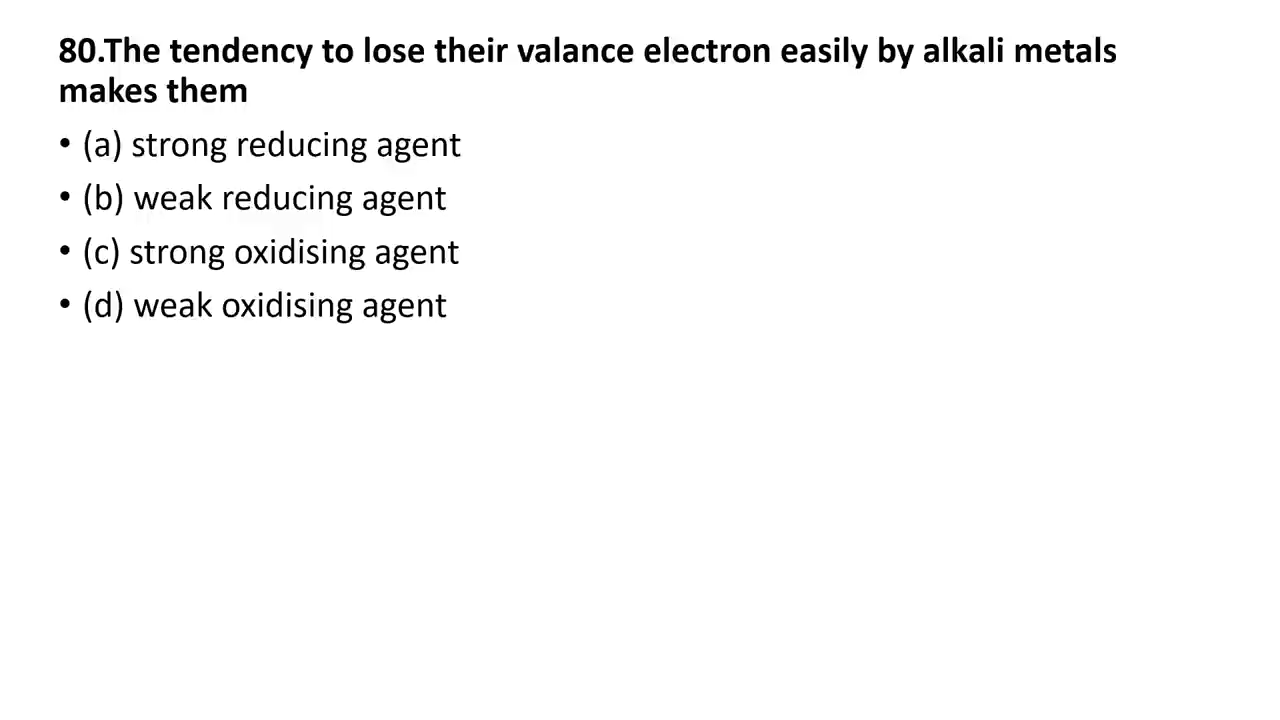 80.The tendency to lose their valance electron easily by alkali metals
makes them
• (a) strong reducing agent
• (b) weak reducing agent
• (c) strong oxidising agent
• (d) weak oxidising agent